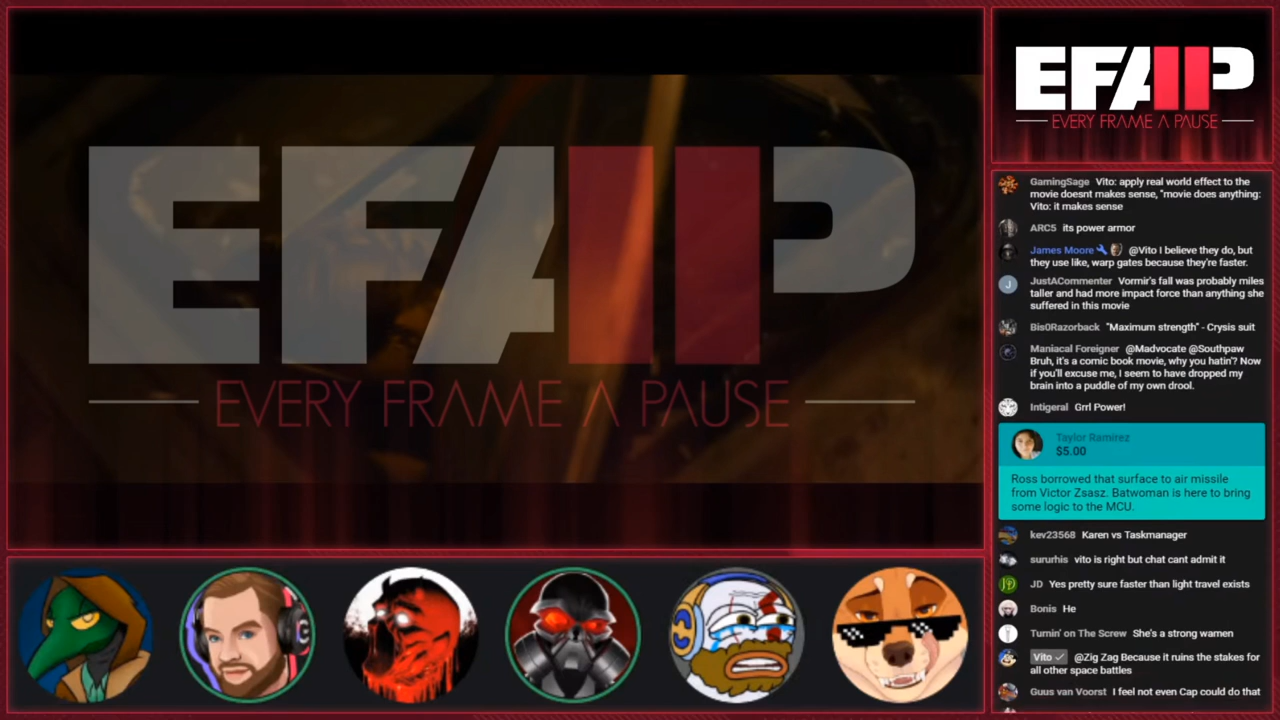 EFAP
EVERY FRAME A PAUSE
EFAP
EVERY FRAME A PAUSE
GamingSage Vito: apply real world effect to the
movie doesnt makes sense, "movie does anything:
Vito: it makes sense
ARC5 its power armor
James Moore @Vito I believe they do, but
they use like, warp gates because they're faster.
J
JustACommenter Vormir's fall was probably miles
taller and had more impact force than anything she
suffered in this movie
Bis0Razorback "Maximum strength" - Crysis suit
Maniacal Foreigner @Madvocate @Southpaw
Bruh, it's a comic book movie, why you hatin'? Now
if you'll excuse me, I seem to have dropped my
brain into a puddle of my own drool.
Intigeral Grrl Power!
Taylor Ramirez
$5.00
Ross borrowed that surface to air missile
from Victor Zsasz. Batwoman is here to bring
some logic to the MCU.
kev23568 Karen vs Taskmanager
sururhis vito is right but chat cant admit it
JD Yes pretty sure faster than light travel exists
Bonis He
Turnin' on The Screw She's a strong wamen
Vito @Zig Zag Because it ruins the stakes for
all other space battles
Guus van Voorst I feel not even Cap could do that